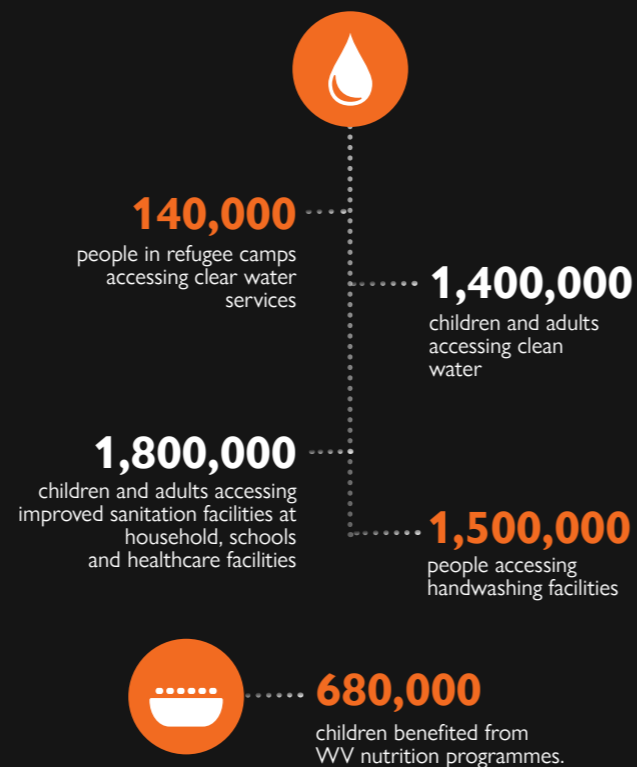 140,000
people in refugee camps
accessing clear water
services
1,400,000
children and adults
accessing clean
water
1,800,000
children and adults accessing
improved sanitation facilities at
household, schools
and healthcare facilities
1,500,000
people accessing
handwashing facilities
680,000
children benefited from
WV nutrition programmes.